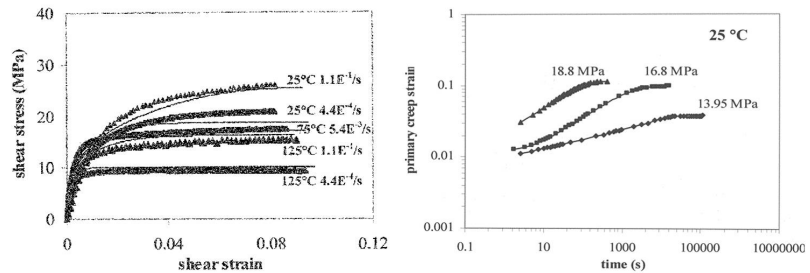 shear stress (MPa)
40
30
20
10
0
25°C 1.1E⁻¹/s
25°C 4.4E⁻⁴/s
75°C 5.4E⁻³/s
125°C 1.1E⁻¹/s
125°C 4.4E⁻⁴/s
0 0.04 0.08 0.12
shear strain
primary creep strain
1
0.1
0.01
0.001
25 °C
18.8 MPa
16.8 MPa
13.95 MPa
0.1 10 1000 100000 10000000
time (s)